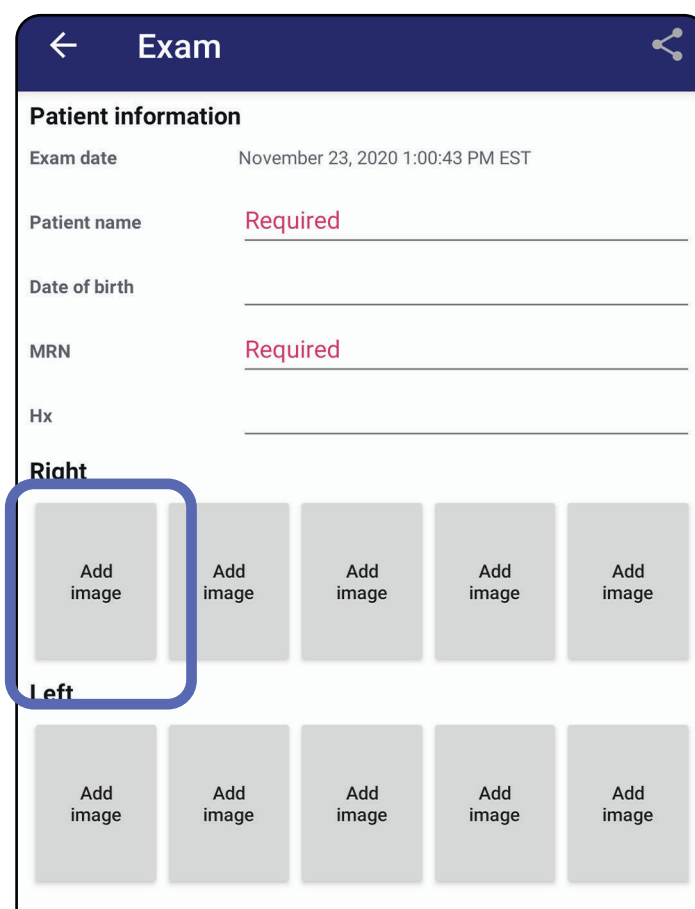 Exam
Patient information
Exam date November 23, 2020 1:00:43 PM EST
Patient name Required
Date of birth
MRN Required
Hx
Right
Add image Add image Add image Add image Add image
Left
Add image Add image Add image Add image Add image